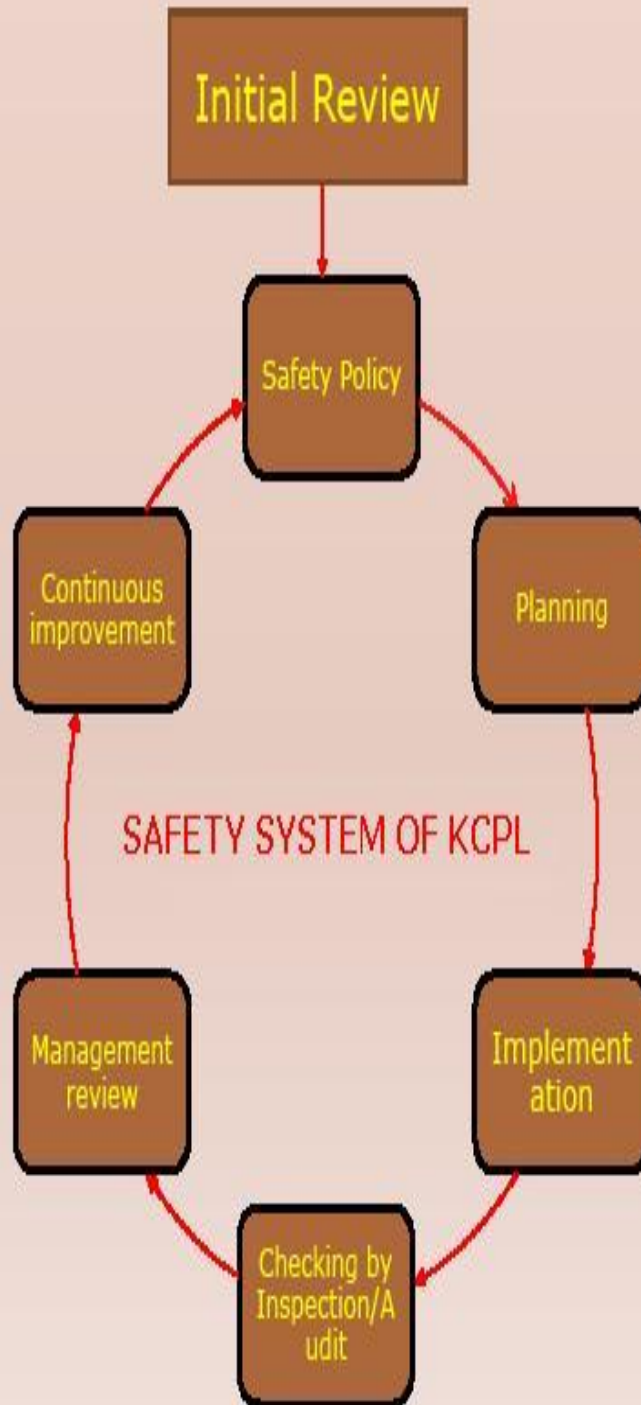 Initial Review
Safety Policy
Planning
Implement
ation
Checking by
Inspection/A
udit
Management
review
Continuous
improvement
SAFETY SYSTEM OF KCPL